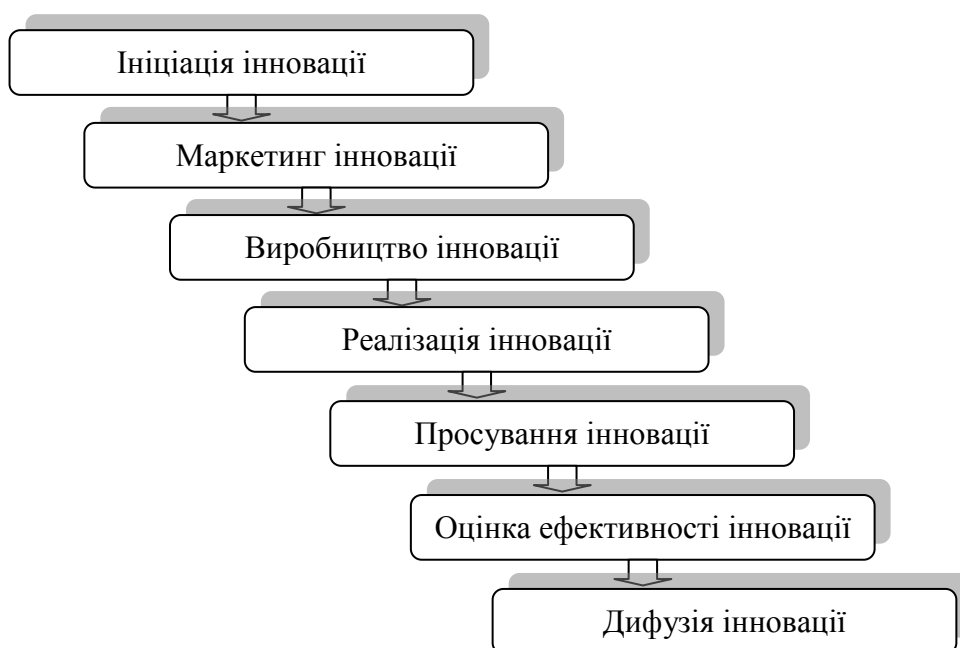 Ініціація інновації
Маркетинг інновації
Виробництво інновації
Реалізація інновації
Просування інновації
Оцінка ефективності інновації
Дифузія інновації